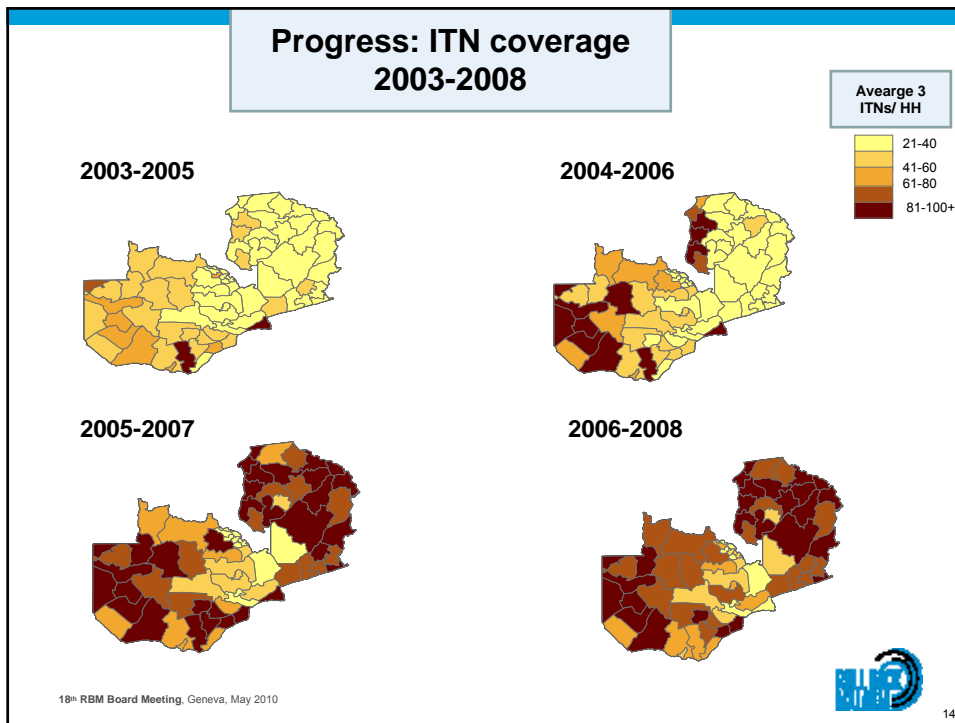 Progress: ITN coverage
2003-2008
Avearge 3
ITNs/ HH
21-40
41-60
61-80
81-100+
2003-2005
2004-2006
2005-2007
2006-2008
18th RBM Board Meeting, Geneva, May 2010
14